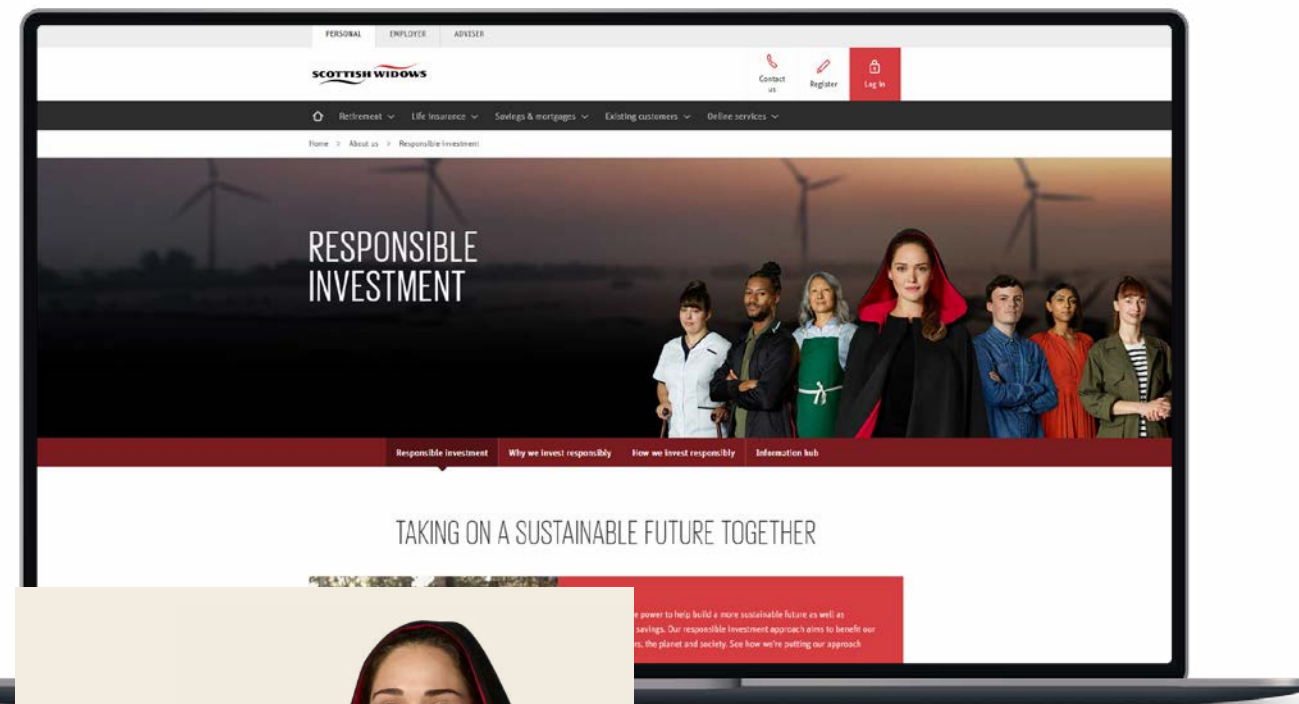 PERSONAL EMPLOYER ADVISER
SCOTTISH WIDOWS
Contact us
Register
Log in
Retirement Life insurance Savings & mortgages Existing customers Online services
Home > About us > Responsible Investment
RESPONSIBLE
INVESTMENT
Responsible investment Why we invest responsibly How we invest responsibly Information hub
TAKING ON A SUSTAINABLE FUTURE TOGETHER
power to help build a more sustainable future as well as
savings. Our responsible investment approach aims to benefit our
the planet and society. See how we're putting our approach